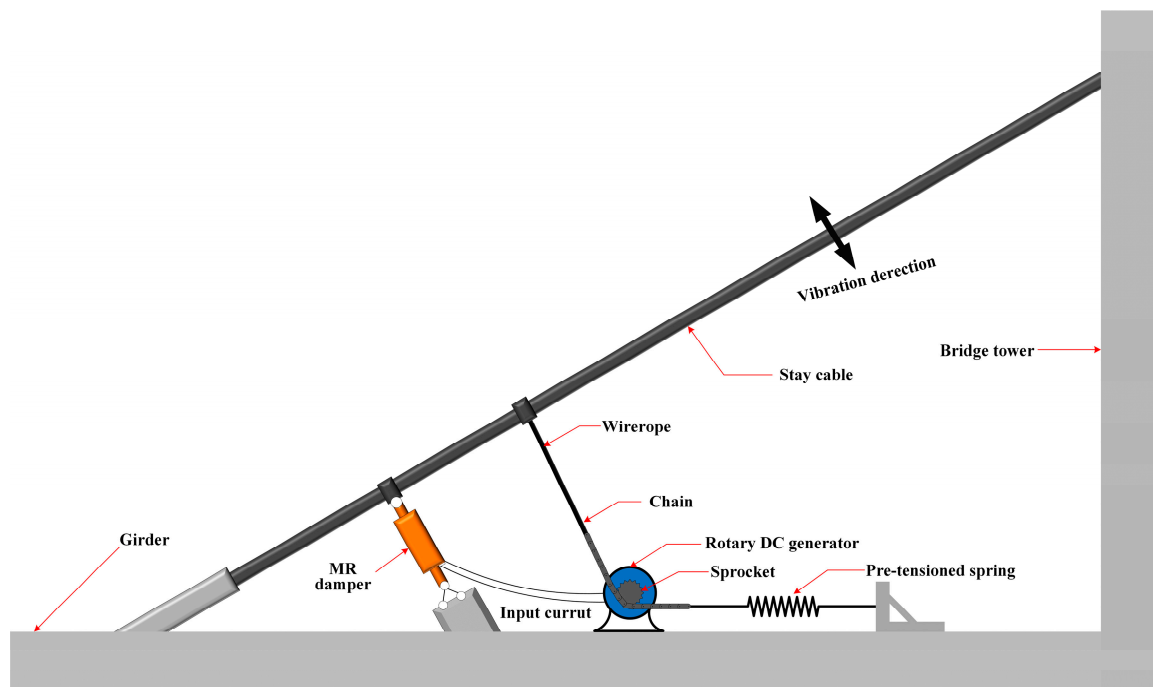 Vibration derection
Bridge tower
Stay cable
Wirerope
Chain
Girder
Rotary DC generator
MR
damper
Sprocket
Pre-tensioned spring
Input currut